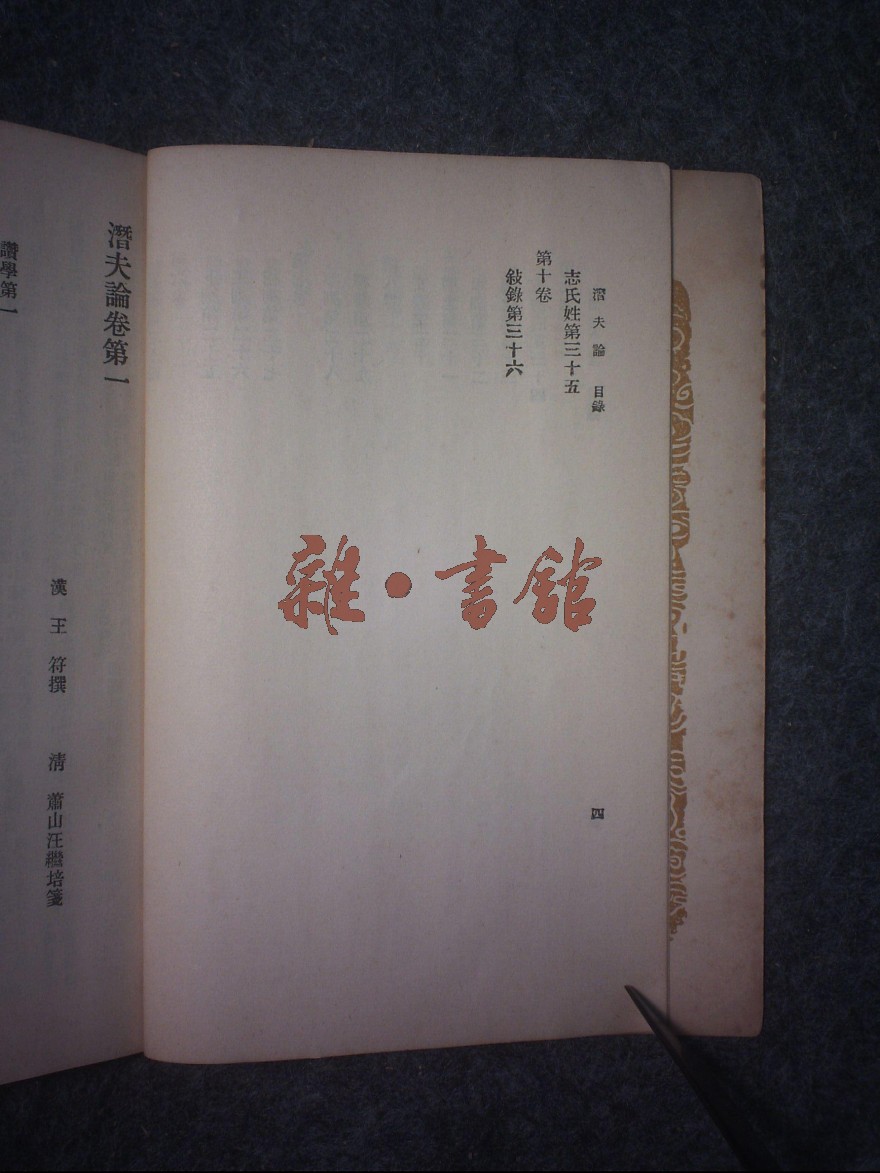 潛夫論 目錄
志氏姓第三十五
第十卷
敍錄第三十六
四
雜·書館
潛夫論卷第一
漢 王 符撰 清 蕭山汪繼培箋
讚學第一